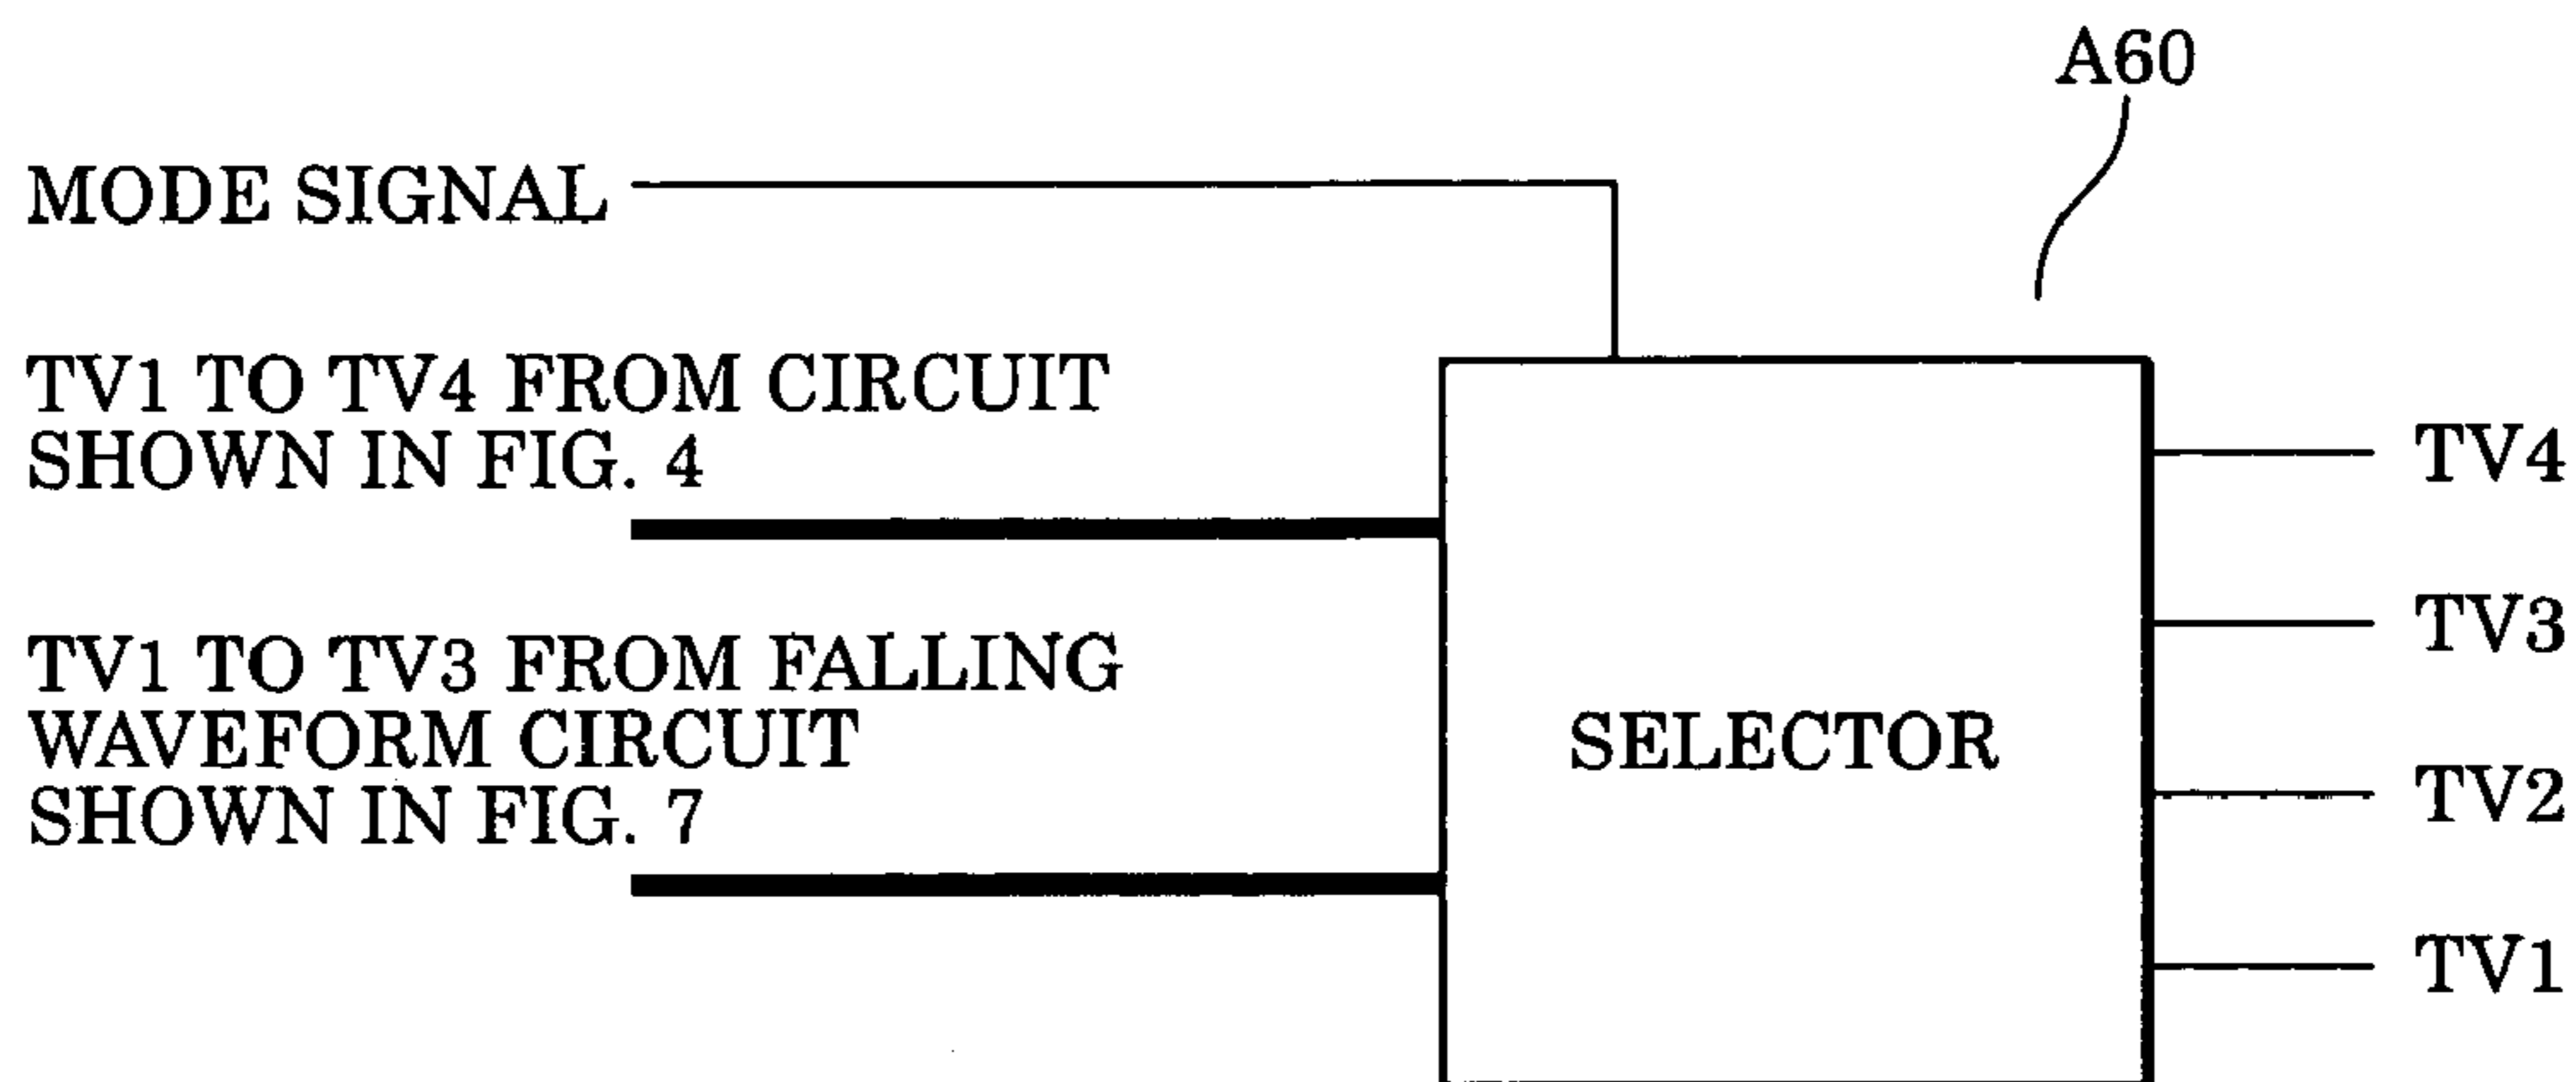 A60
MODE SIGNAL
TV1 TO TV4 FROM CIRCUIT
SHOWN IN FIG. 4
TV1 TO TV3 FROM FALLING
WAVEFORM CIRCUIT
SHOWN IN FIG. 7
SELECTOR
TV4
TV3
TV2
TV1